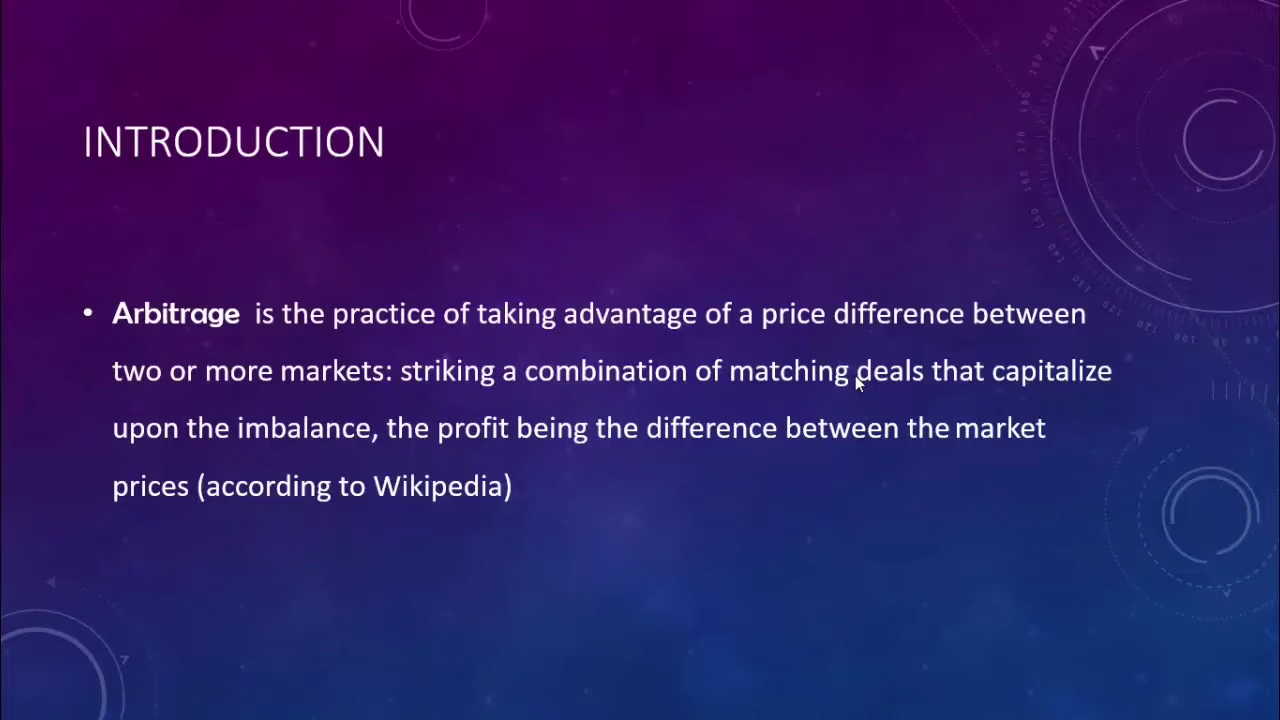 INTRODUCTION
• Arbitrage is the practice of taking advantage of a price difference between
two or more markets: striking a combination of matching deals that capitalize
upon the imbalance, the profit being the difference between the market
prices (according to Wikipedia)